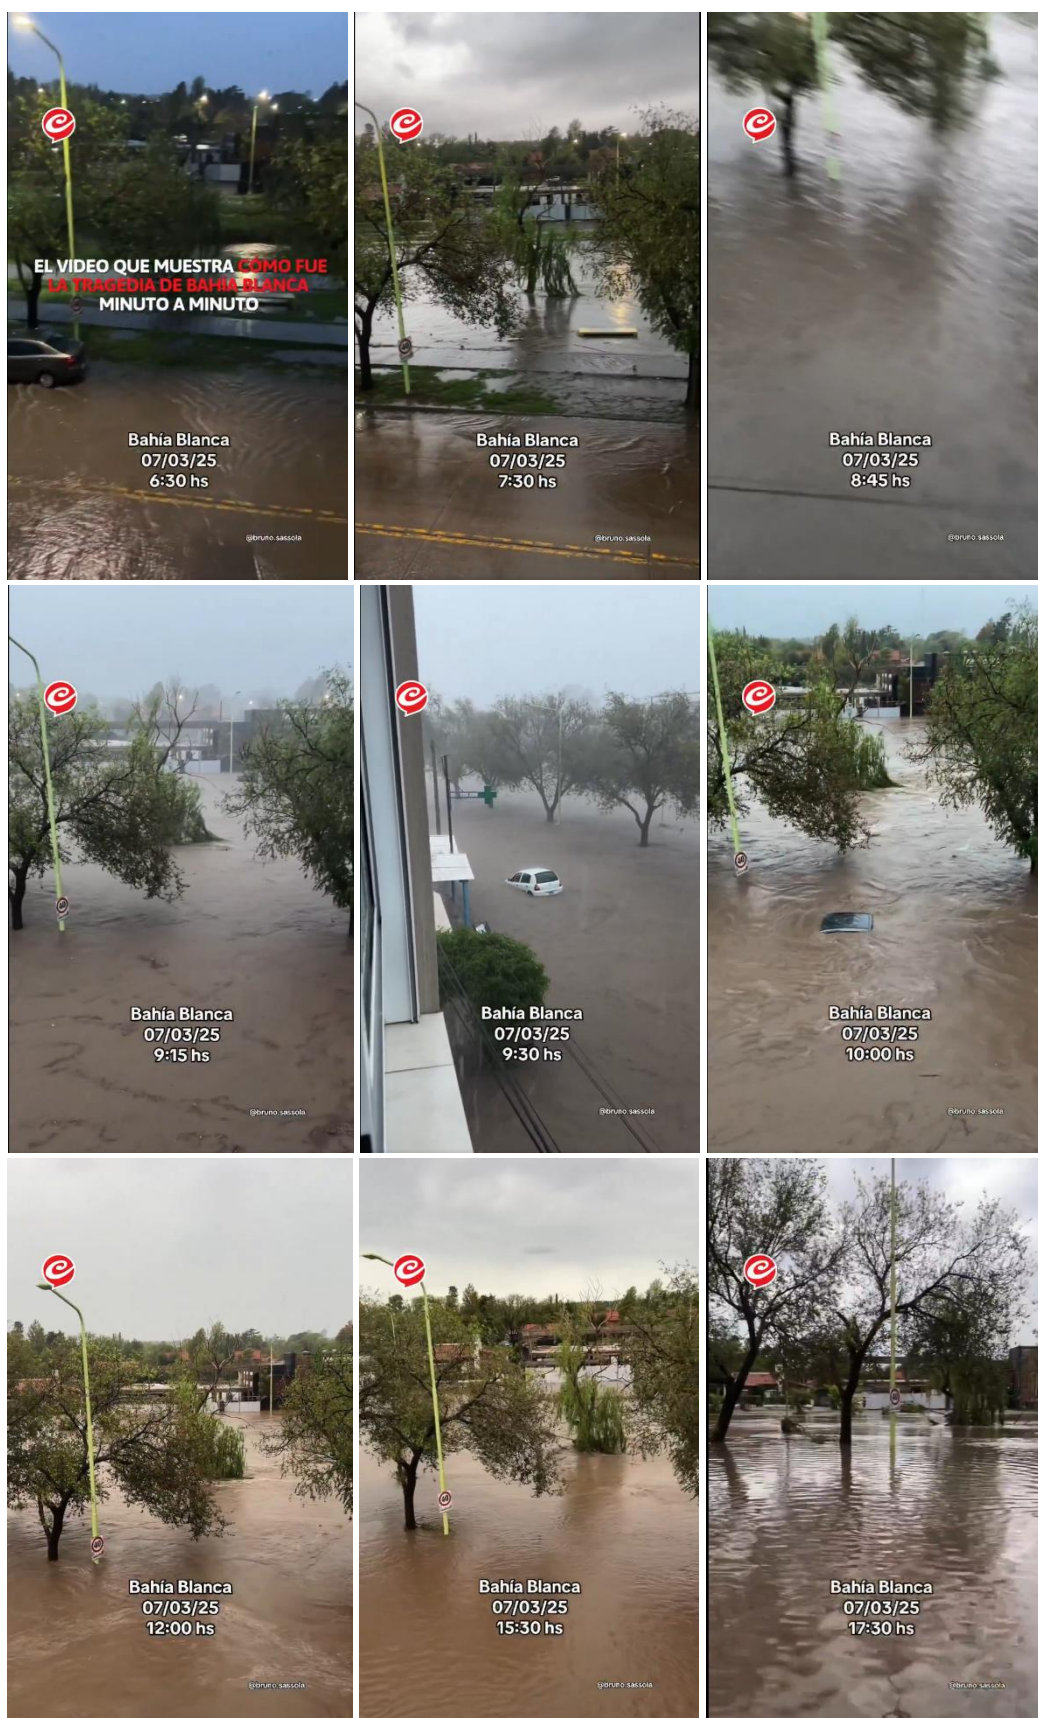 EL VIDEO QUE MUESTRA CÓMO FUE
LA TRAGEDIA DE BAHÍA BLANCA
MINUTO A MINUTO
Bahía Blanca
07/03/25
6:30 hs
@bruno.sassola
Bahía Blanca
07/03/25
7:30 hs
@bruno.sassola
Bahía Blanca
07/03/25
8:45 hs
@bruno.sassola
40
Bahía Blanca
07/03/25
9:15 hs
@bruno.sassola
Bahía Blanca
07/03/25
9:30 hs
@bruno.sassola
Bahía Blanca
07/03/25
10:00 hs
@bruno.sassola
Bahía Blanca
07/03/25
12:00 hs
@bruno.sassola
Bahía Blanca
07/03/25
15:30 hs
@bruno.sassola
Bahía Blanca
07/03/25
17:30 hs
@bruno.sassola